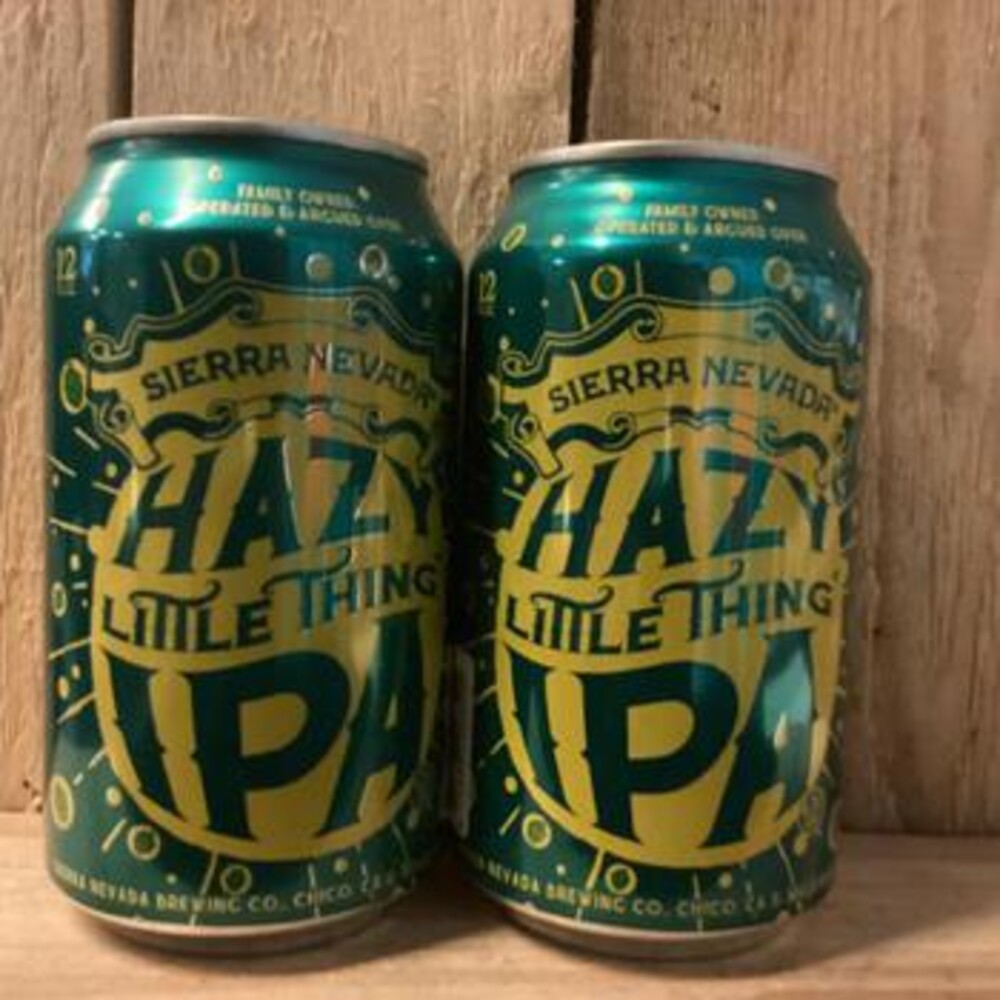 FAMILY OWNED,
OPERATED & ARGUED OVER
12
SIERRA NEVADA
HAZY
LITTLE THING
IPA
SIERRA NEVADA BREWING CO., CHICO, CA &
FAMILY OWNED,
OPERATED & ARGUED OVER
12
SIERRA NEVADA
HAZY
LITTLE THING
IPA
NEVADA BREWING CO., CHICO, CA &